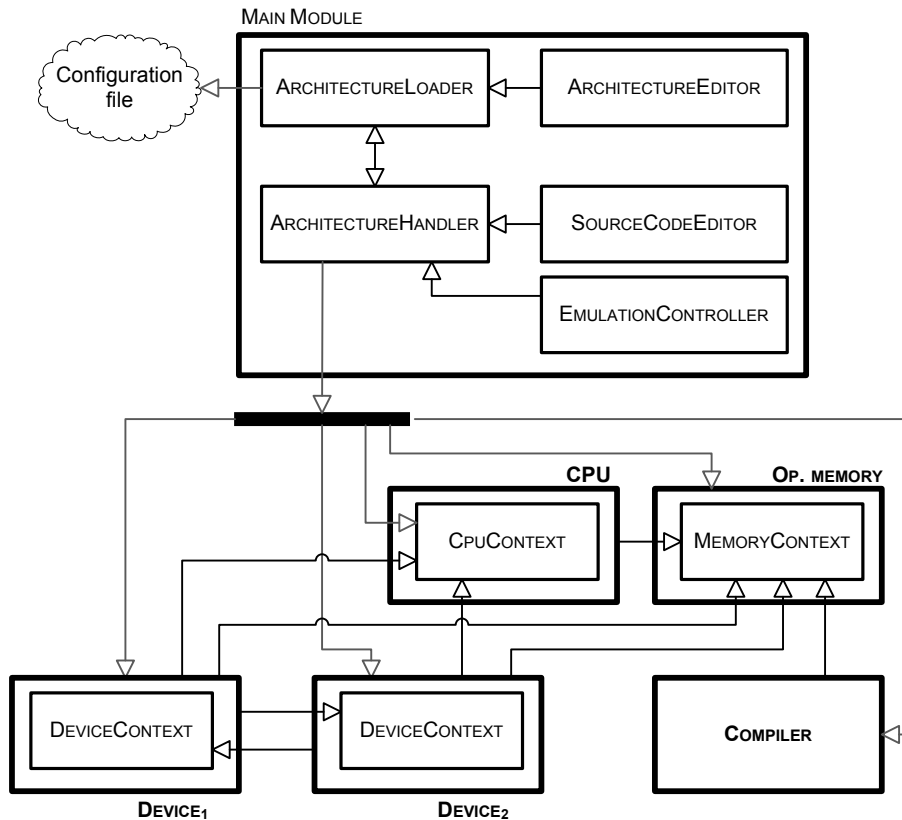 MAIN MODULE
Configuration
file
ARCHITECTURELOADER
ARCHITECTUREEDITOR
ARCHITECTUREHANDLER
SOURCECODEEDITOR
EMULATIONCONTROLLER
CPU
OP. MEMORY
CPUCONTEXT
MEMORYCONTEXT
DEVICECONTEXT
DEVICECONTEXT
COMPILER
DEVICE₁
DEVICE₂